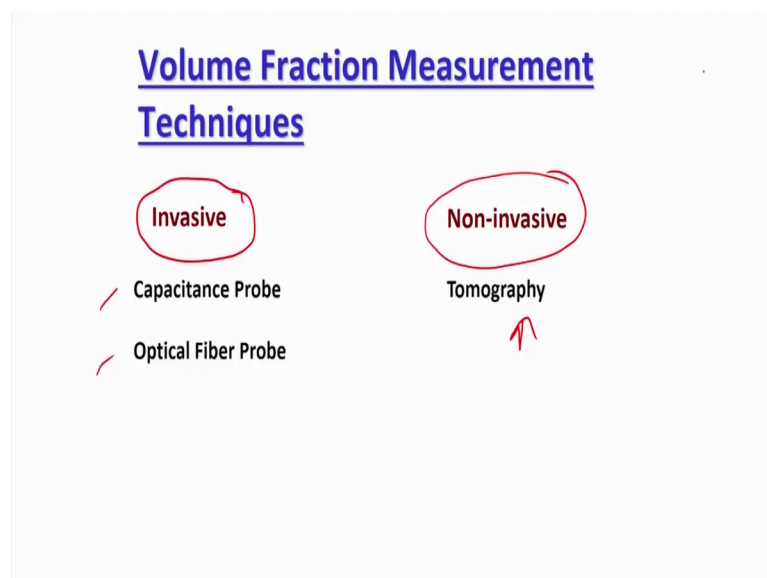 Volume Fraction Measurement
Techniques
Invasive
Non-invasive
Capacitance Probe
Tomography
Optical Fiber Probe